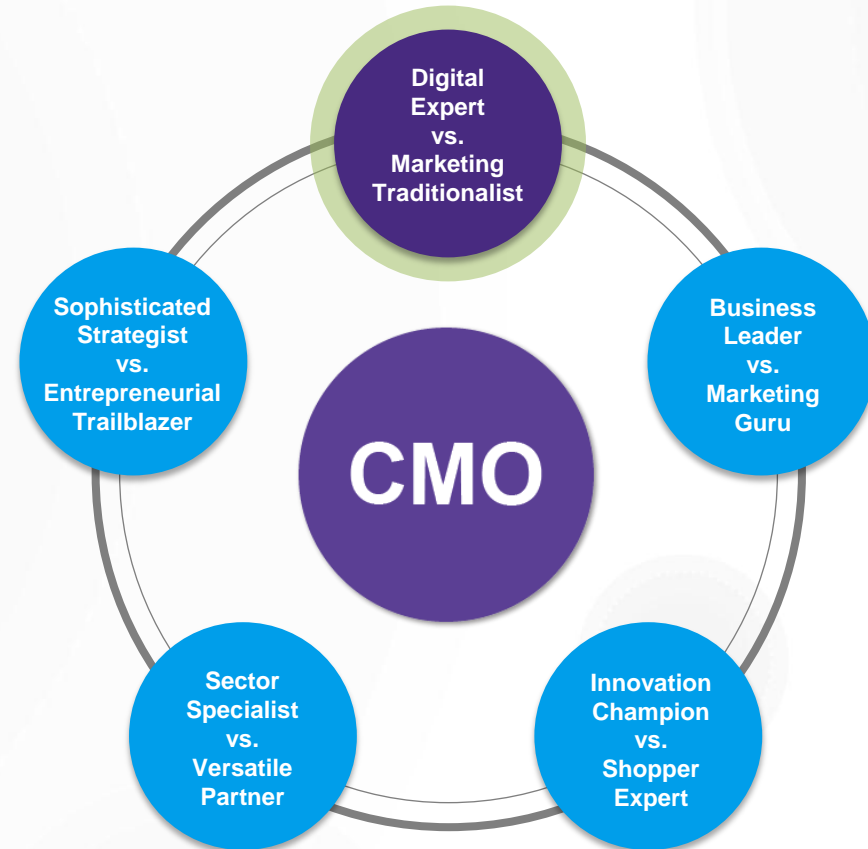 Digital
Expert
vs.
Marketing
Traditionalist
Sophisticated
Strategist
vs.
Entrepreneurial
Trailblazer
Business
Leader
vs.
Marketing
Guru
CMO
Sector
Specialist
vs.
Versatile
Partner
Innovation
Champion
vs.
Shopper
Expert